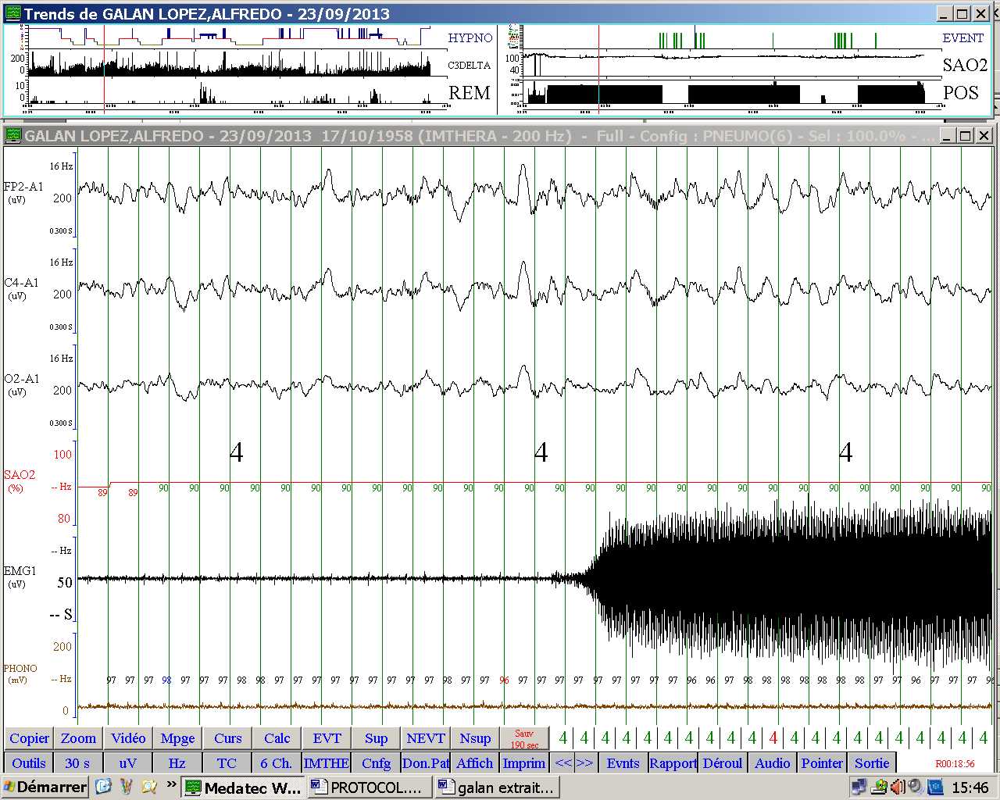 Trends de GALAN LOPEZ,ALFREDO - 23/09/2013
HYPNO
200
0
C3DELTA
10
0
REM
EVENT
100
40
SAO2
POS
GALAN LOPEZ,ALFREDO - 23/09/2013 17/10/1958 (IMTHERA - 200 Hz) - Full - Config : PNEUMO(6) - Sel : 100.0% - ...
16 Hz
FP2-A1
(uV)
200
0.300 S
16 Hz
C4-A1
(uV)
200
0.300 S
16 Hz
O2-A1
(uV)
200
0.300 S
4 4 4
100
SAO2
(%)
-- Hz
89 89 90 90 90 90 90 90 90 90 90 90 90 90 90 90 90 90 90 90 90 90 90 90 90 90 90 90 90 90
80
-- Hz
EMG1
(uV)
50
-- S
200
PHONO
(mV)
-- Hz
97 97 97 98 97 97 97 98 98 97 97 97 97 97 97 97 97 97 98 97 97 96 97 97 97 97 97 97 97 97 97 96 96 97 98 98 98 97 97 97 97 97 97 96 96 97 97 96
0
Copier Zoom Vidéo Mpge Curs Calc EVT Sup NEVT Nsup Sauv 190 sec 4 4 4 4 4 4 4 4 4 4 4 4 4 4 4 4 4 4 4 4 4
Outils 30 s uV Hz TC 6 Ch. IMTHE Cnfg Don.Pat Affich Imprim << >> Evnts Rapport Déroul Audio Pointer Sortie R00:18:56
Démarrer » Medatec W... PROTOCOL.... galan extrait... 15:46